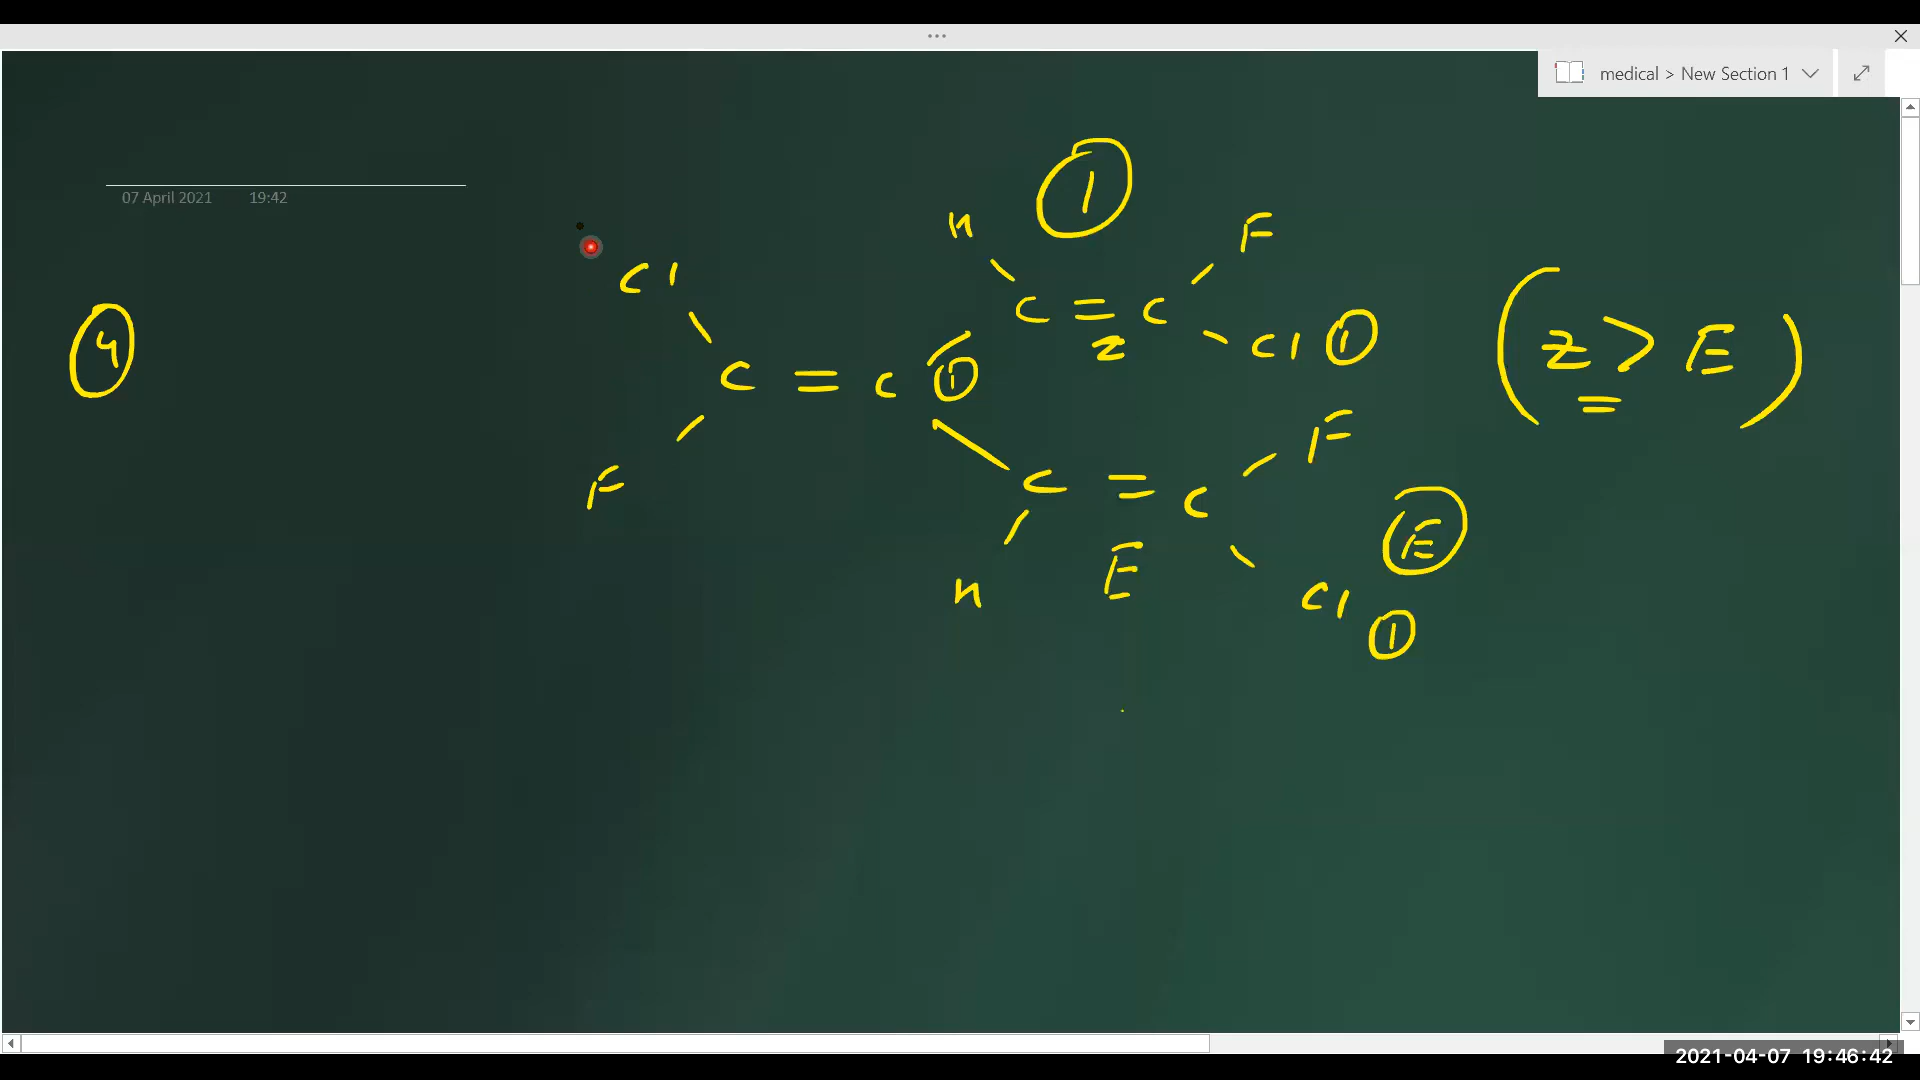 medical > New Section 1
07 April 2021 19:42
1
H F
Cl C = C
Z Cl 1
4 C = C 1 ( Z > E )
F
F C = C
E
H E
Cl
1
2021-04-07 19:46:42